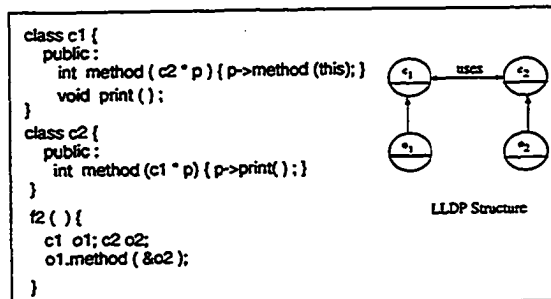 class c1 {
public :
int method ( c2 * p ) { p->method (this); }
void print ( ) ;
}
class c2 {
public :
int method (c1 * p) { p->print( ) ; }
}
f2 ( ) {
c1 o1; c2 o2;
o1.method ( &o2 );
}
c1 uses c2
o1 o2
LLDP Structure